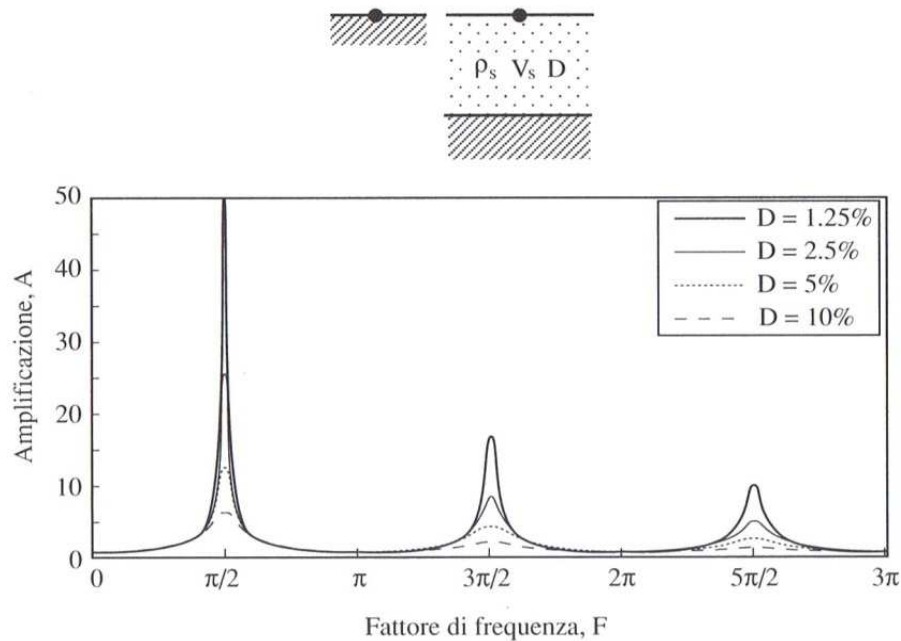 ρs Vs D
50
40
30
20
10
0
Amplificazione, A
D = 1.25%
D = 2.5%
D = 5%
D = 10%
0 π/2 π 3π/2 2π 5π/2 3π
Fattore di frequenza, F